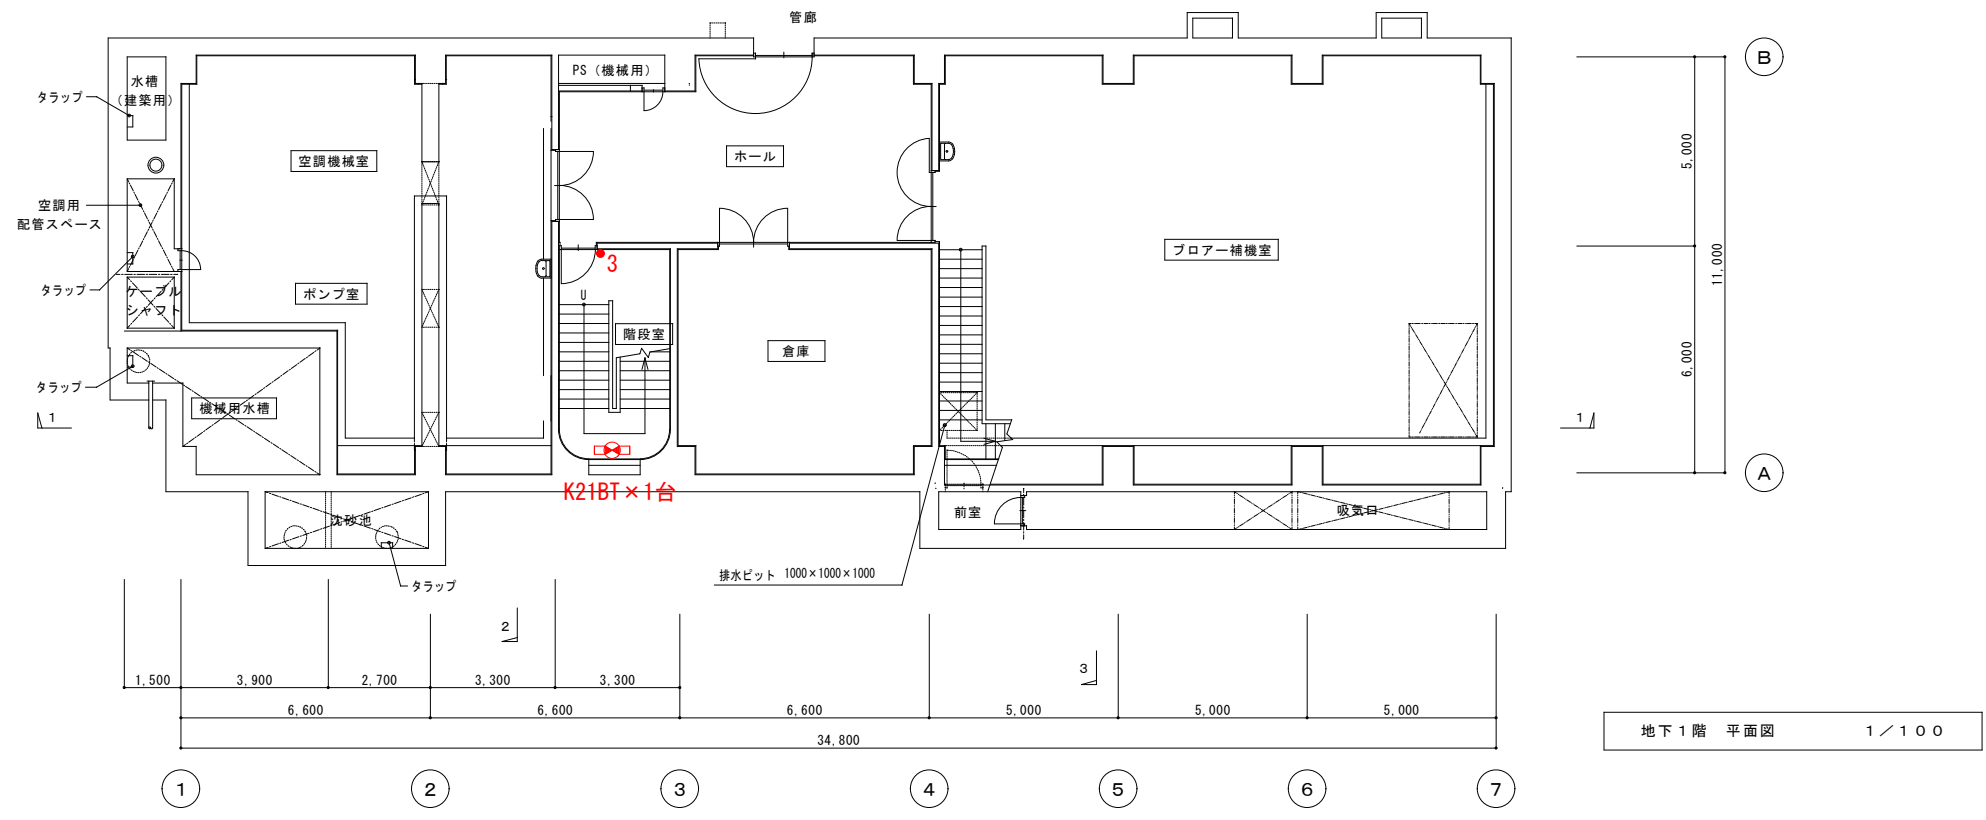 管廊
水槽
(建築用)
タラップ
PS(機械用)
空調機械室
ホール
空調用
配管スペース
ブロアー補機室
3
タラップ
ケーブル
シャフト
ポンプ室
U
階段室
倉庫
タラップ
機械用水槽
1
1
K21BT×1台
沈砂池
前室
吸気口
タラップ
排水ピット 1000×1000×1000
2
3
1,500
3,900
2,700
3,300
3,300
6,600
6,600
6,600
5,000
5,000
5,000
34,800
1
2
3
4
5
6
7
B
5,000
11,000
6,000
A
地下1階 平面図 1/100